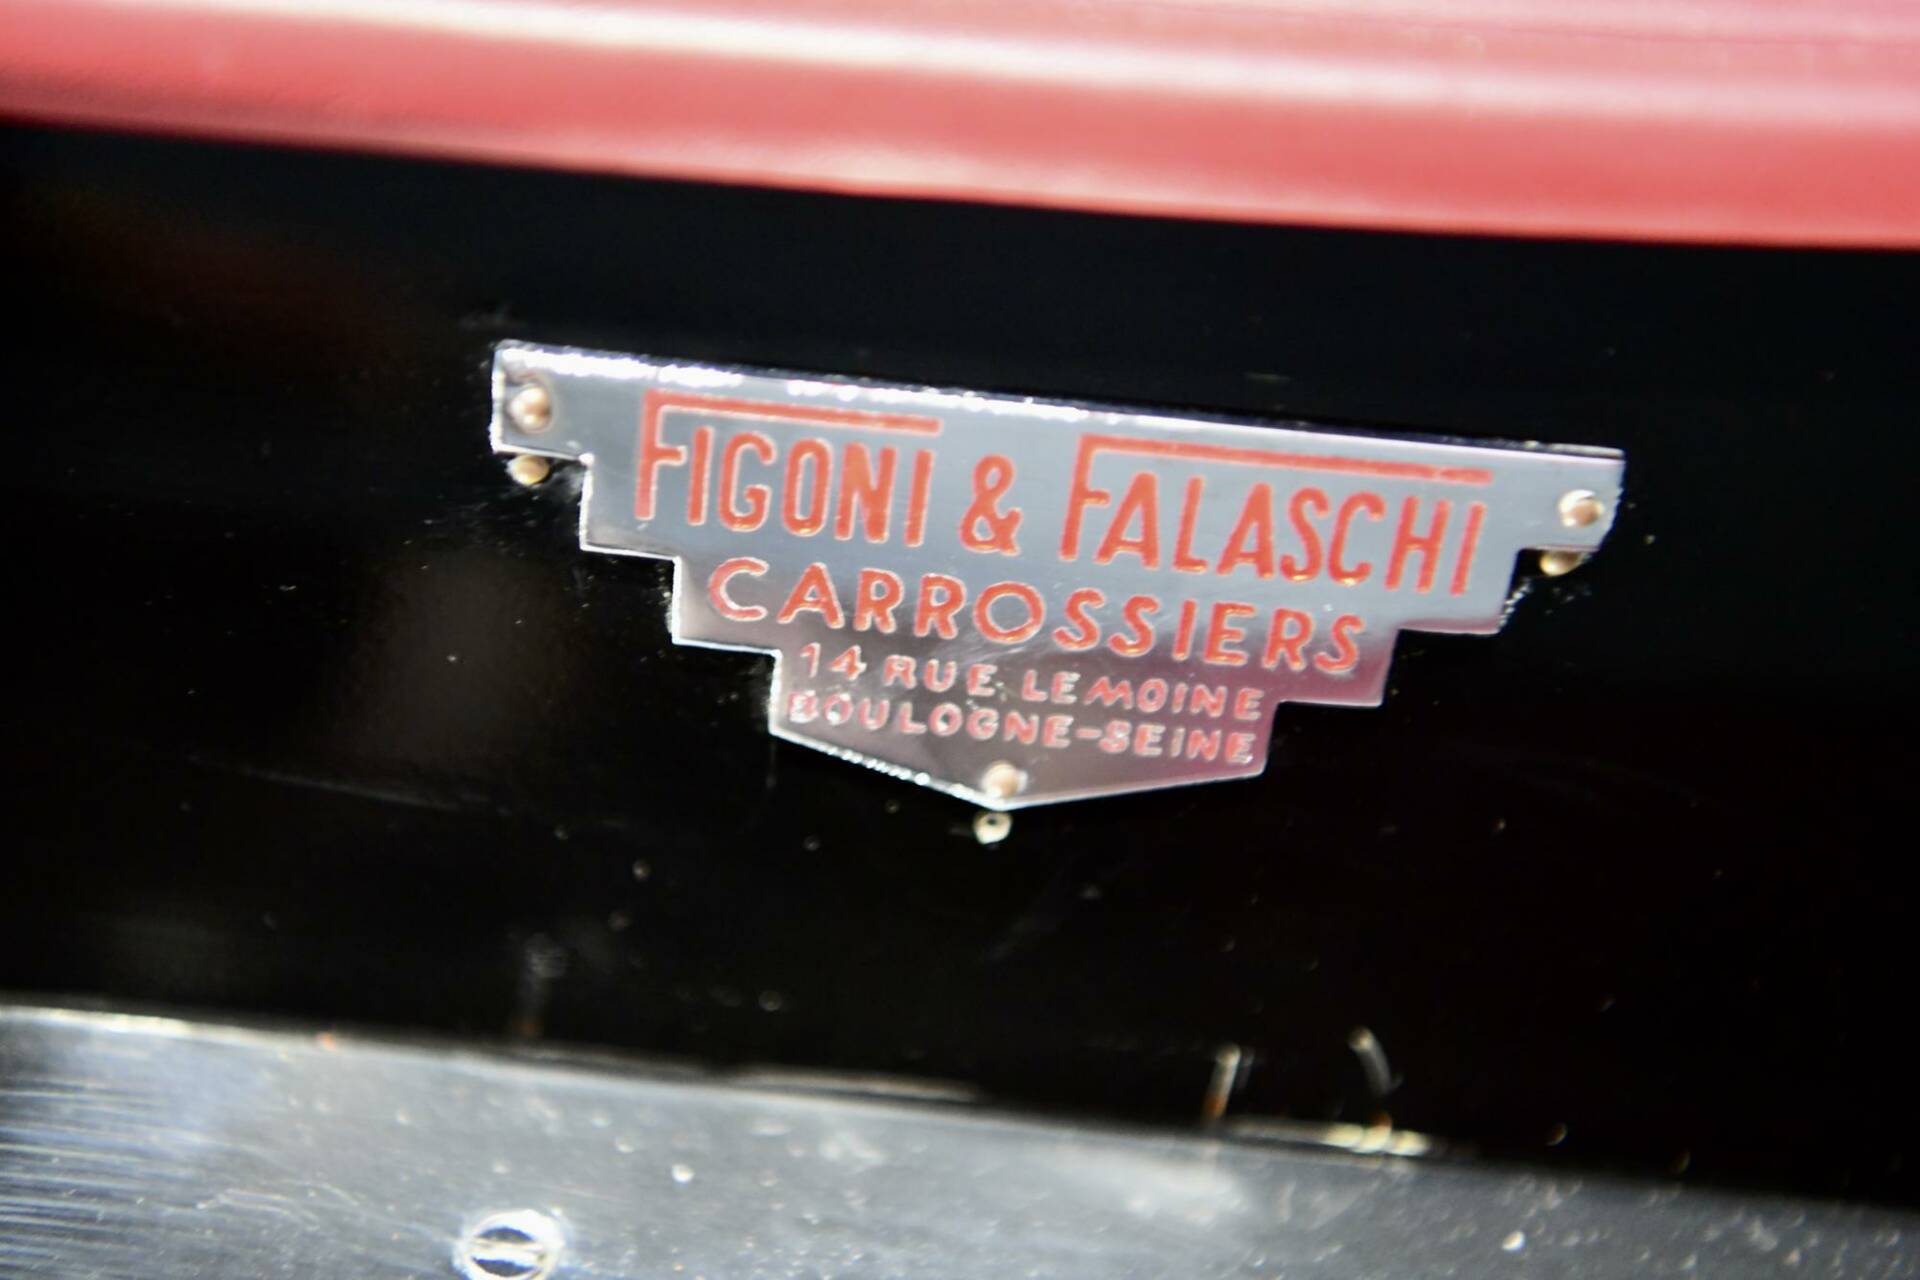 FIGONI & FALASCHI
CARROSSIERS
14 RUE LEMOINE
BOULOGNE-SEINE